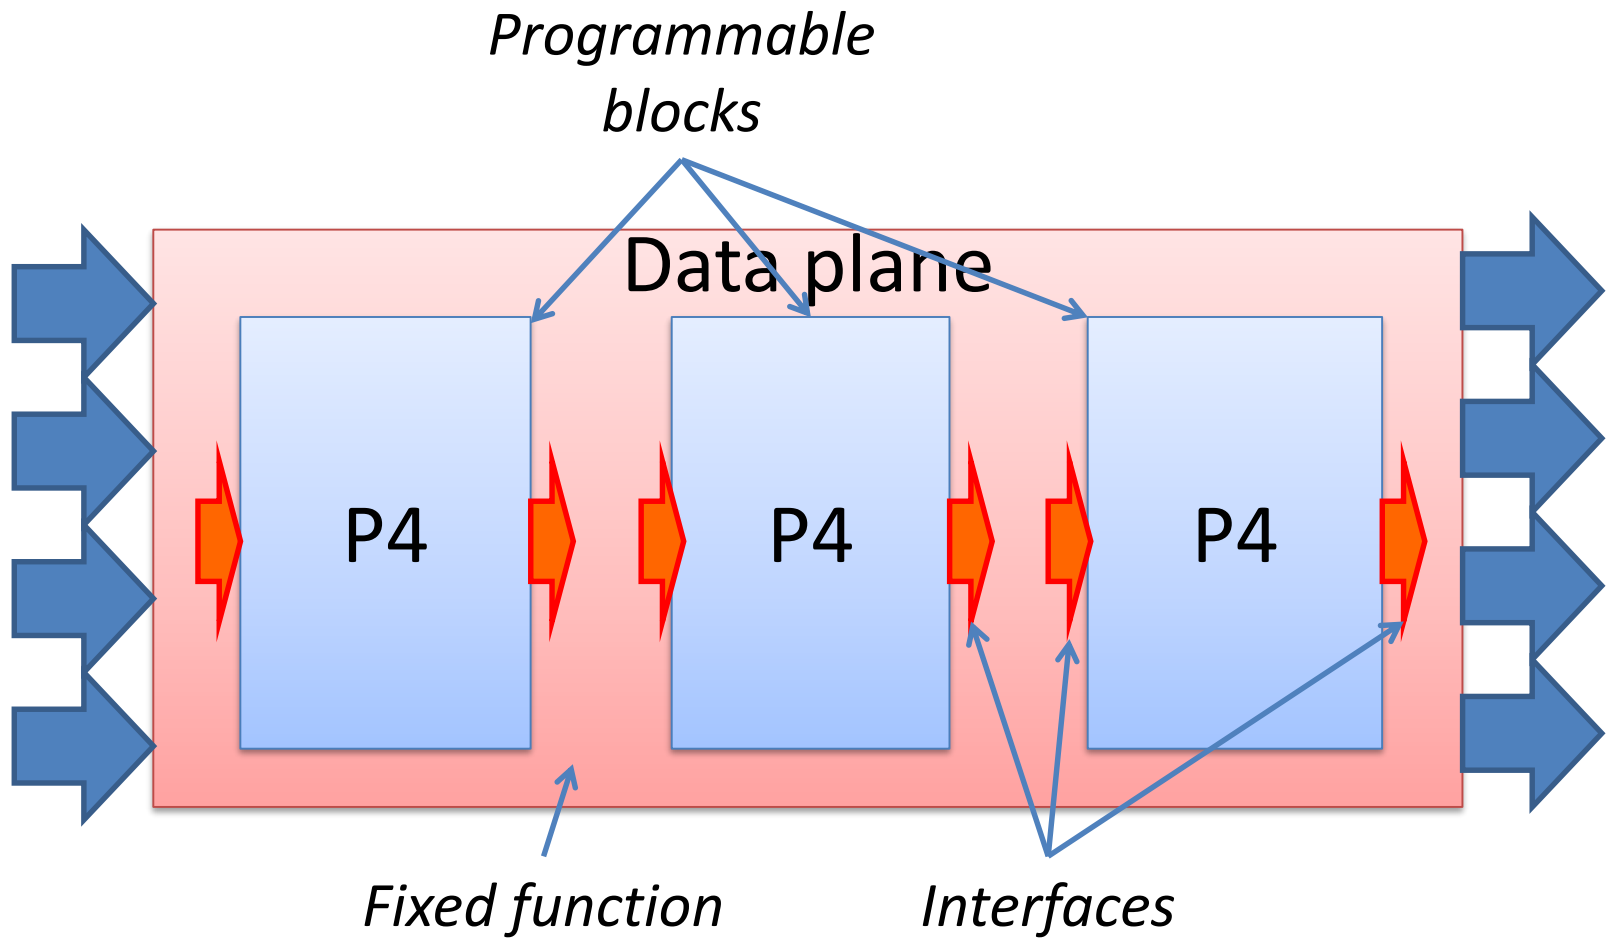 Programmable
blocks
Data plane
P4
P4
P4
Fixed function
Interfaces